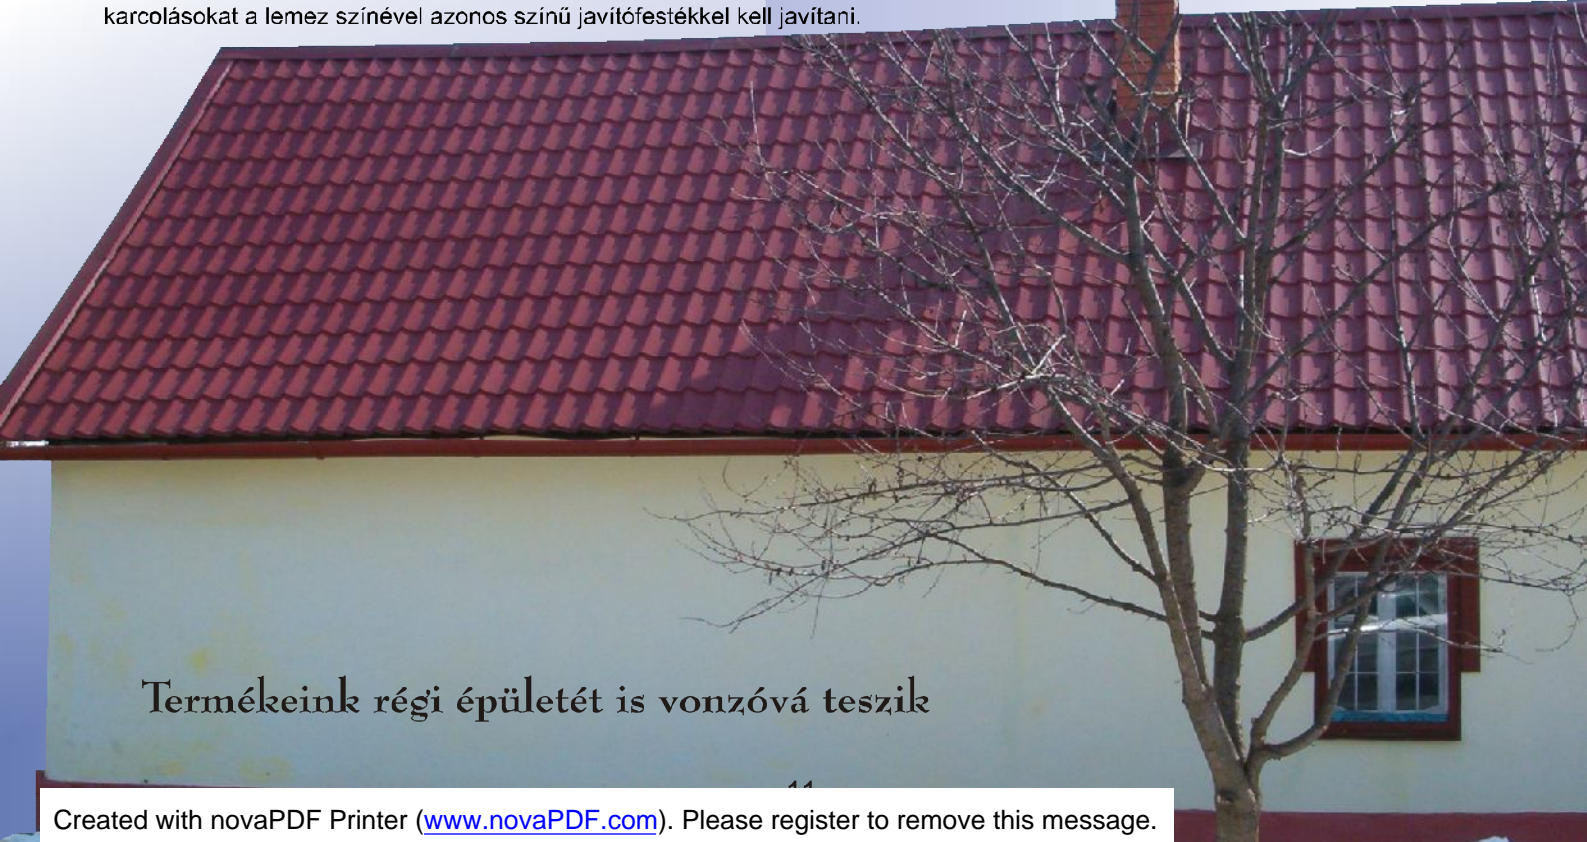 karcolásokat a lemez színével azonos színű javítófestékkel kell javítani.
Termékeink régi épületét is vonzóvá teszik
11
Created with novaPDF Printer (www.novaPDF.com). Please register to remove this message.